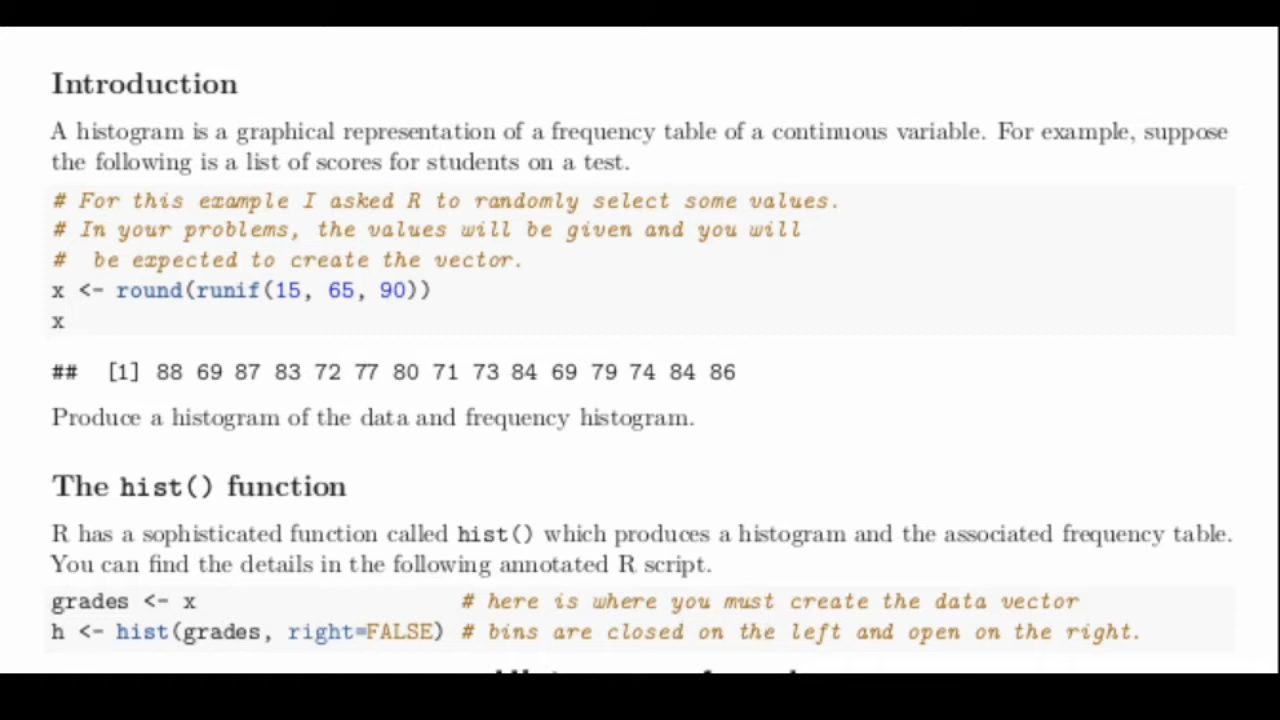 Introduction
A histogram is a graphical representation of a frequency table of a continuous variable. For example, suppose
the following is a list of scores for students on a test.
# For this example I asked R to randomly select some values.
# In your problems, the values will be given and you will
#  be expected to create the vector.
x <- round(runif(15, 65, 90))
x
##  [1] 88 69 87 83 72 77 80 71 73 84 69 79 74 84 86
Produce a histogram of the data and frequency histogram.
The hist() function
R has a sophisticated function called hist() which produces a histogram and the associated frequency table.
You can find the details in the following annotated R script.
grades <- x                    # here is where you must create the data vector
h <- hist(grades, right=FALSE) # bins are closed on the left and open on the right.